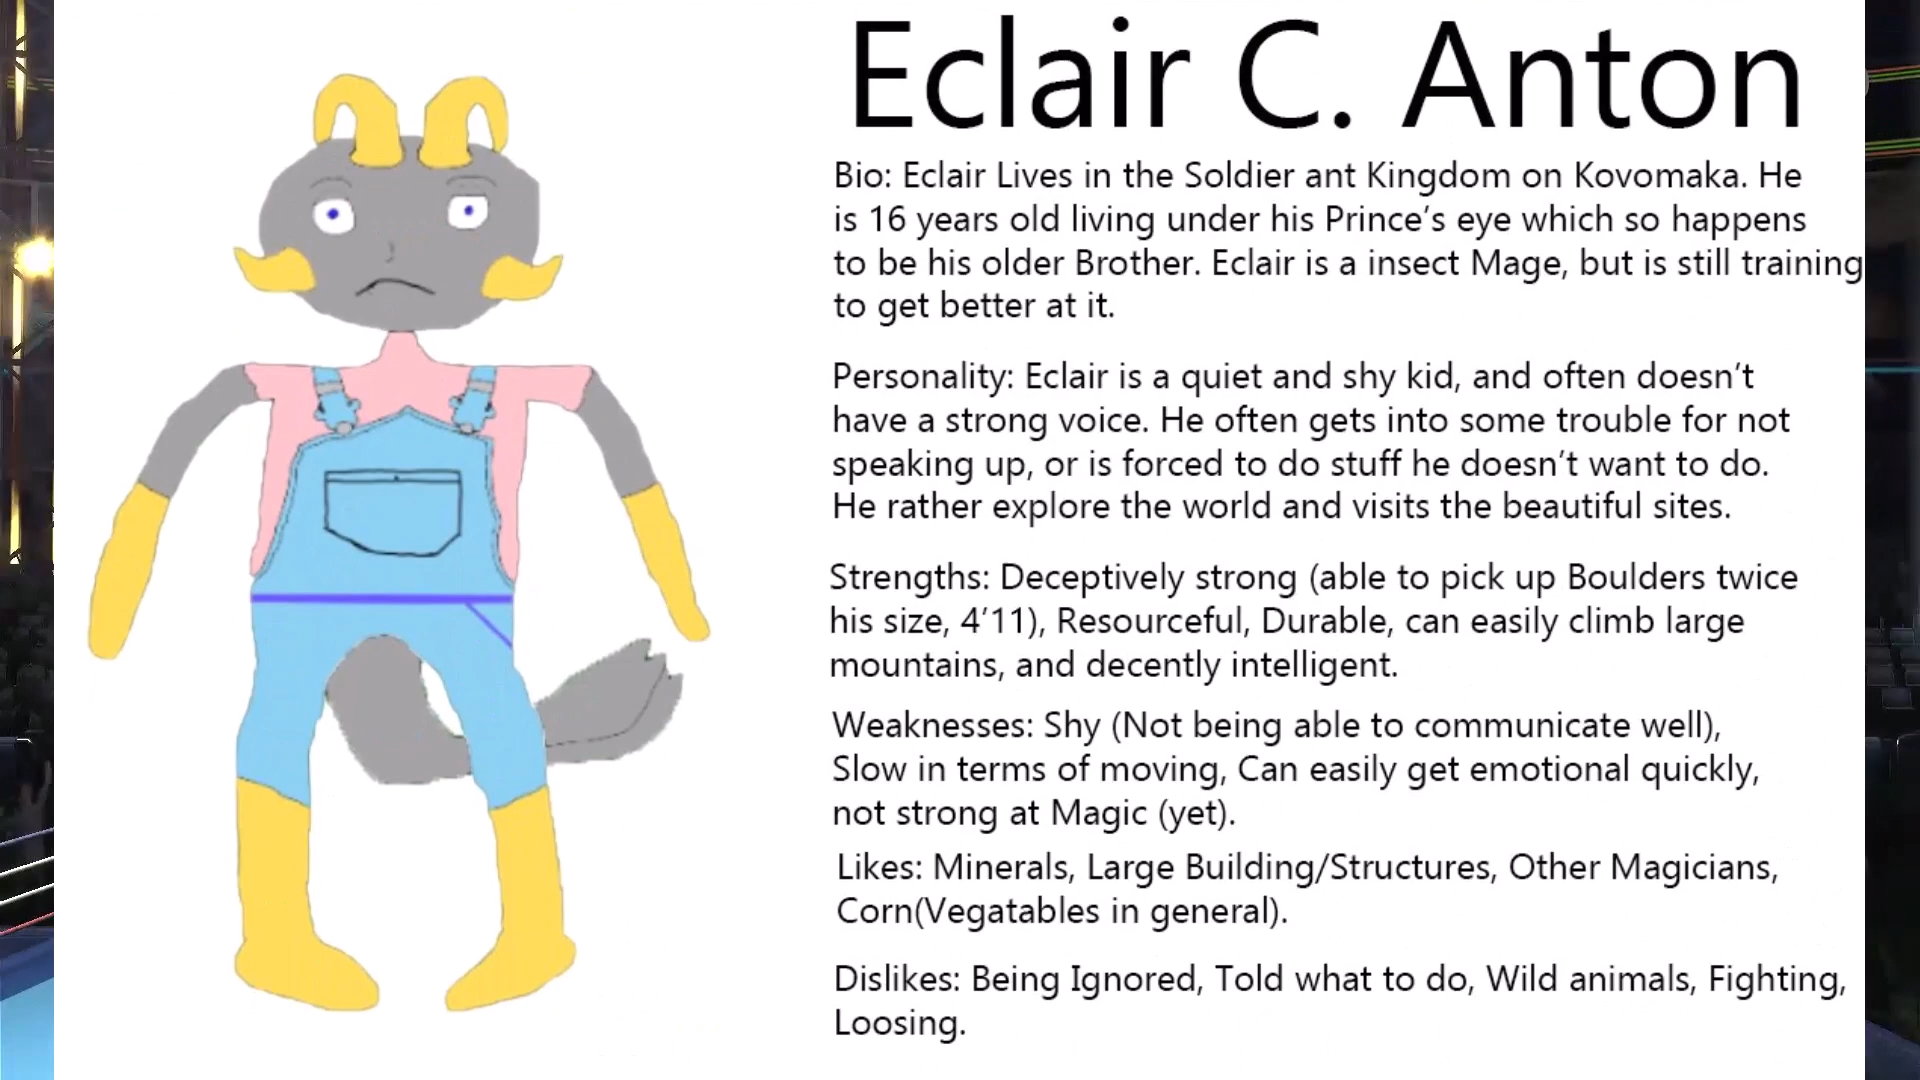 Eclair C. Anton
Bio: Eclair Lives in the Soldier ant Kingdom on Kovomaka. He
is 16 years old living under his Prince’s eye which so happens
to be his older Brother. Eclair is a insect Mage, but is still training
to get better at it.
Personality: Eclair is a quiet and shy kid, and often doesn’t
have a strong voice. He often gets into some trouble for not
speaking up, or is forced to do stuff he doesn’t want to do.
He rather explore the world and visits the beautiful sites.
Strengths: Deceptively strong (able to pick up Boulders twice
his size, 4’11), Resourceful, Durable, can easily climb large
mountains, and decently intelligent.
Weaknesses: Shy (Not being able to communicate well),
Slow in terms of moving, Can easily get emotional quickly,
not strong at Magic (yet).
Likes: Minerals, Large Building/Structures, Other Magicians,
Corn(Vegatables in general).
Dislikes: Being Ignored, Told what to do, Wild animals, Fighting,
Loosing.